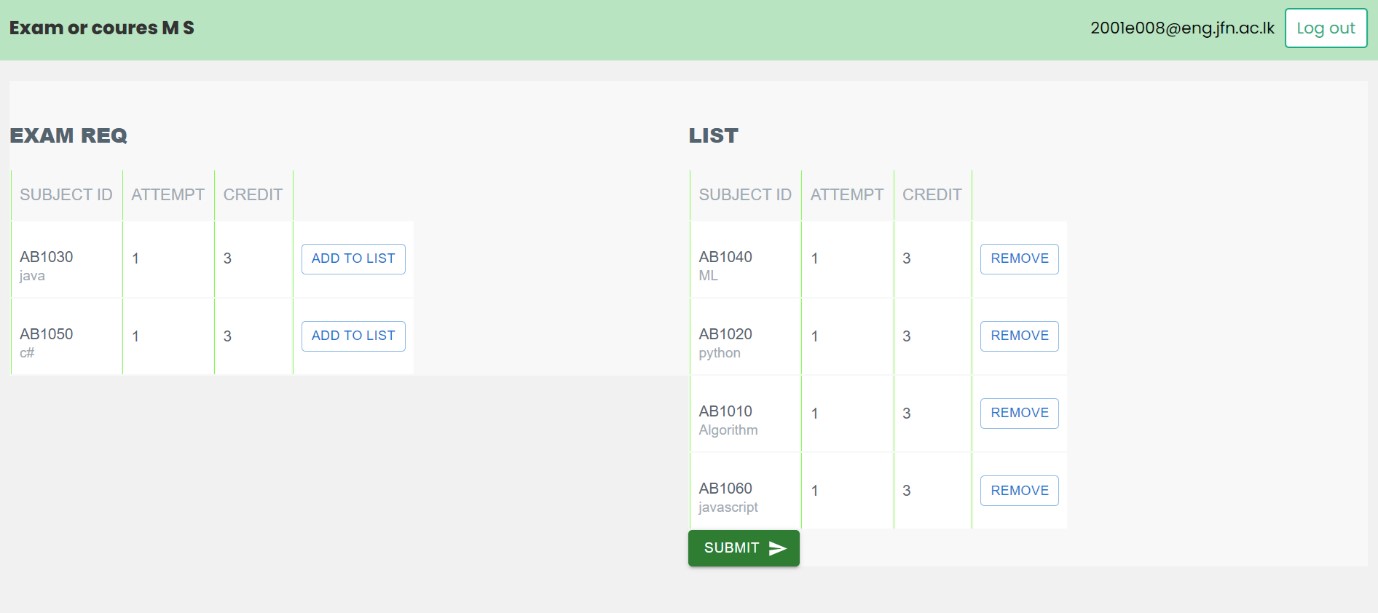 Exam or coures M S
2001e008@eng.jfn.ac.lk Log out
EXAM REQ
SUBJECT ID ATTEMPT CREDIT
AB1030 1 3 ADD TO LIST
java
AB1050 1 3 ADD TO LIST
c#
LIST
SUBJECT ID ATTEMPT CREDIT
AB1040 1 3 REMOVE
ML
AB1020 1 3 REMOVE
python
AB1010 1 3 REMOVE
Algorithm
AB1060 1 3 REMOVE
javascript
SUBMIT